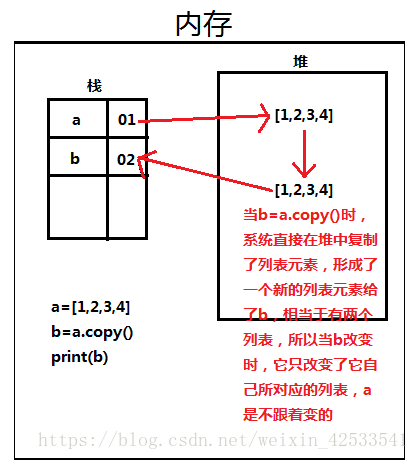 内存
栈
堆
a 01
b 02
[1,2,3,4]
[1,2,3,4]
当b=a.copy()时，
系统直接在堆中复制
了列表元素，形成了
一个新的列表元素给
了b，相当于有两个
列表，所以当b改变
时，它只改变了它自
己所对应的列表，a
是不跟着变的
a=[1,2,3,4]
b=a.copy()
print(b)
https://blog.csdn.net/weixin_42533541